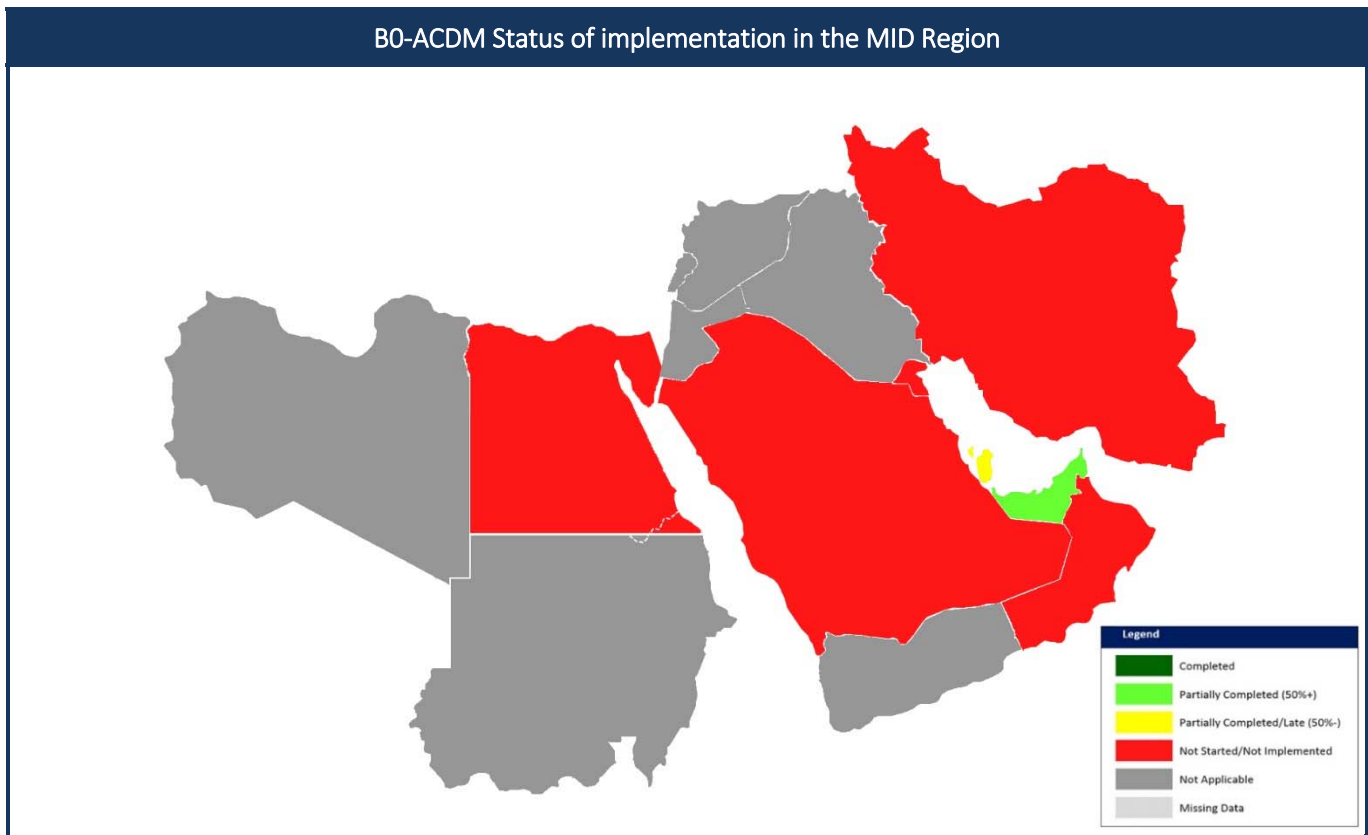 B0-ACDM Status of implementation in the MID Region
Legend
Completed
Partially Completed (50%+)
Partially Completed/Late (50%-)
Not Started/Not Implemented
Not Applicable
Missing Data